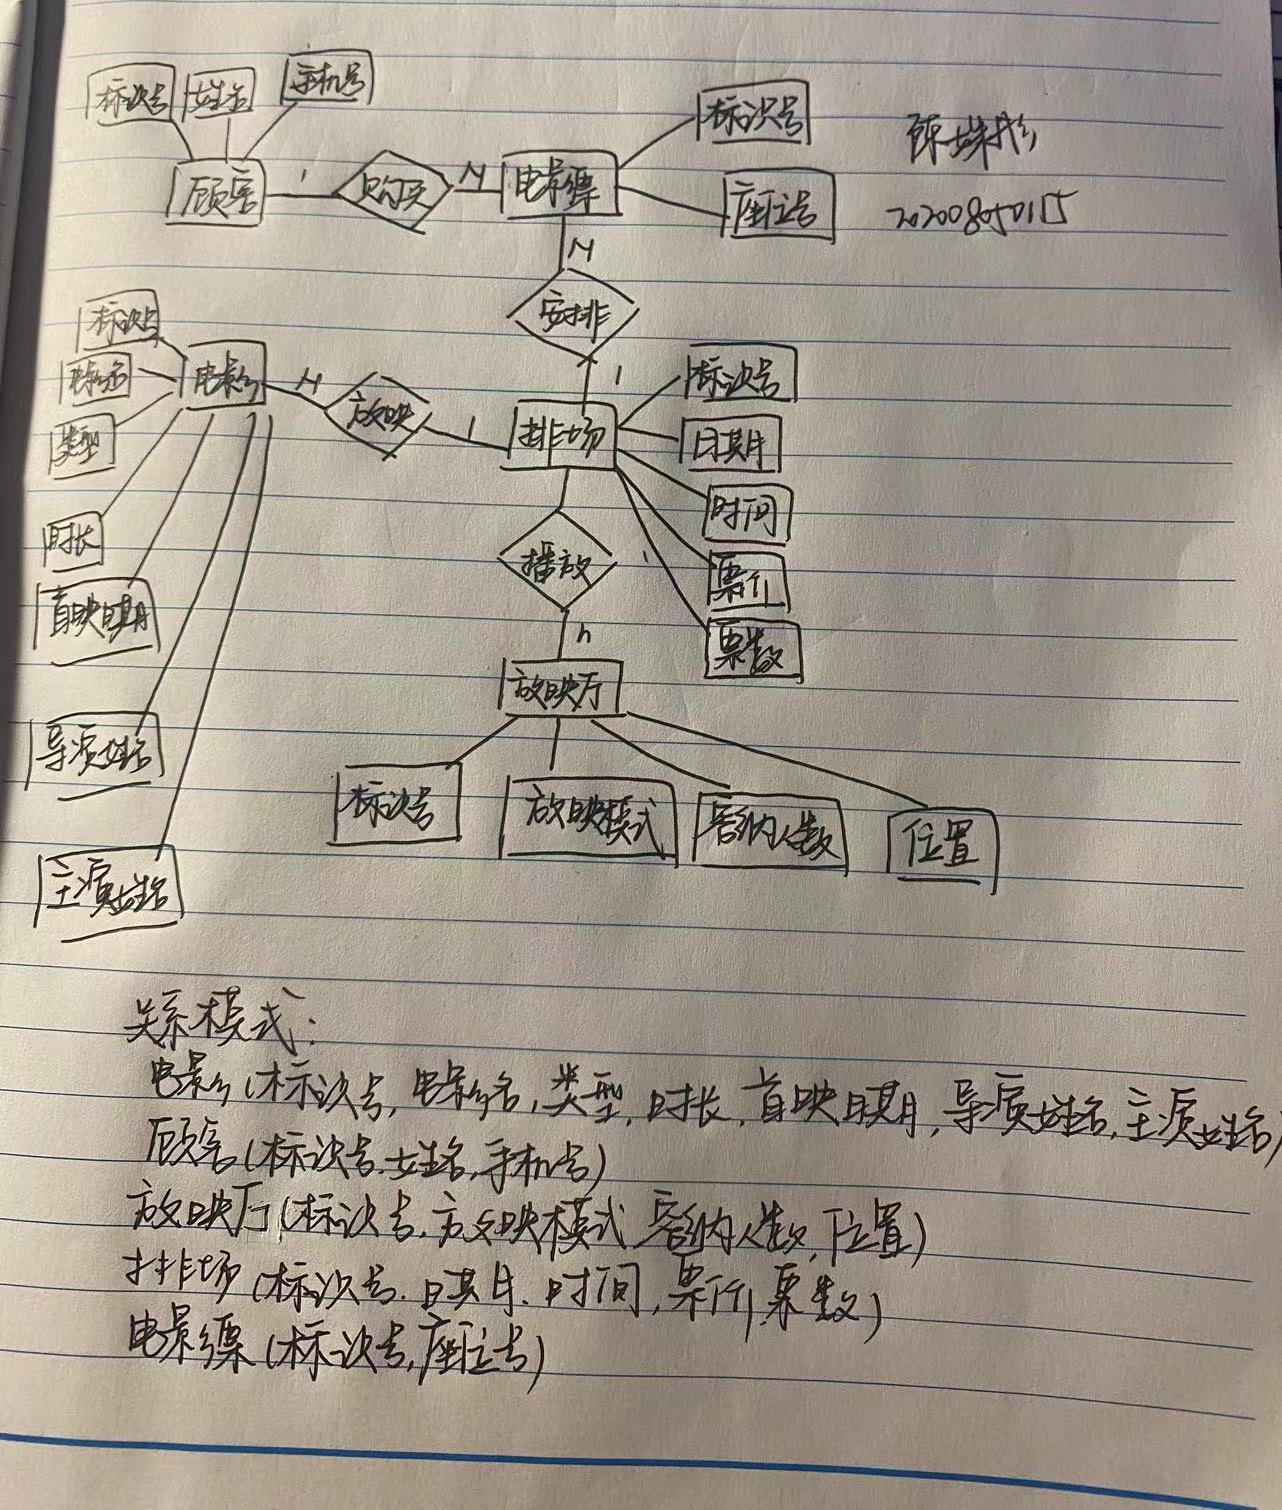 标识号 姓名 手机号
标识号
顾客 1 购买 N 电影票
座位号
20200850115
N
安排
标识号
电影名
电影 N 放映 1 排场
1
标识号
类型
日期
时间
时长
播放
1
票价
首映日期
n
票数
放映厅
导演姓名
标识号 放映模式 容纳人数 位置
主演姓名
关系模式:
电影(标识号,电影名,类型,时长,首映日期,导演姓名,主演姓名)
顾客(标识号.姓名,手机号)
放映厅(标识号,放映模式 容纳人数,位置)
排场(标识号.日期.时间,票价,票数)
电影票(标识号,座位号)